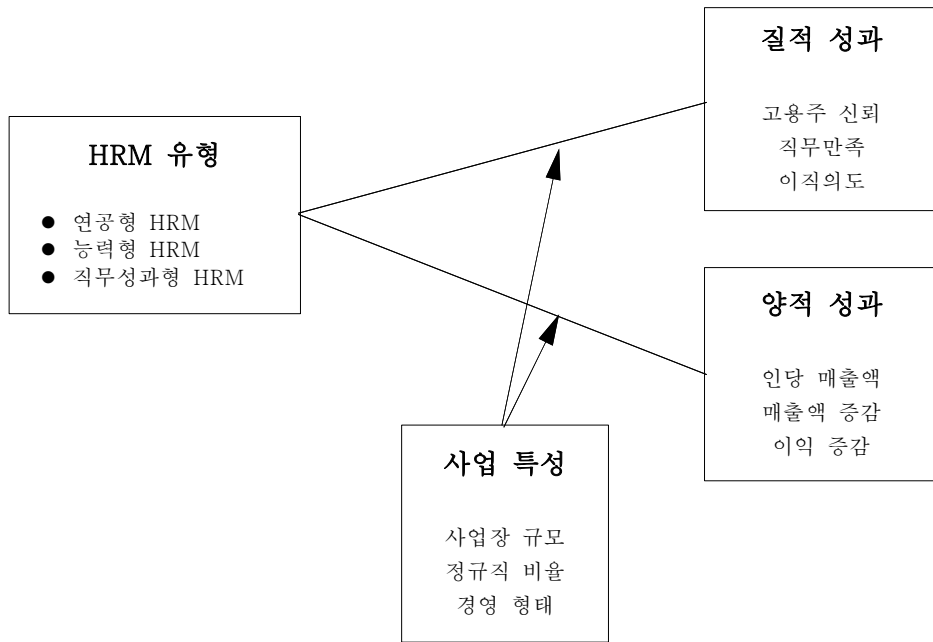 질적 성과
고용주 신뢰
직무만족
이직의도
HRM 유형
● 연공형 HRM
● 능력형 HRM
● 직무성과형 HRM
양적 성과
인당 매출액
매출액 증감
이익 증감
사업 특성
사업장 규모
정규직 비율
경영 형태